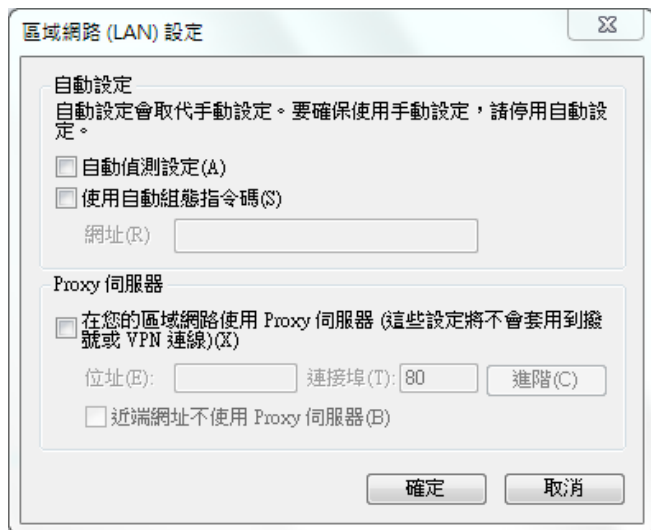 區域網路 (LAN) 設定
自動設定
自動設定會取代手動設定。要確保使用手動設定，請停用自動設
定。
自動偵測設定(A)
使用自動組態指令碼(S)
網址(R)
Proxy 伺服器
在您的區域網路使用 Proxy 伺服器 (這些設定將不會套用到撥
號或 VPN 連線)(X)
位址(E): 連接埠(T): 80 進階(C)
近端網址不使用 Proxy 伺服器(B)
確定 取消